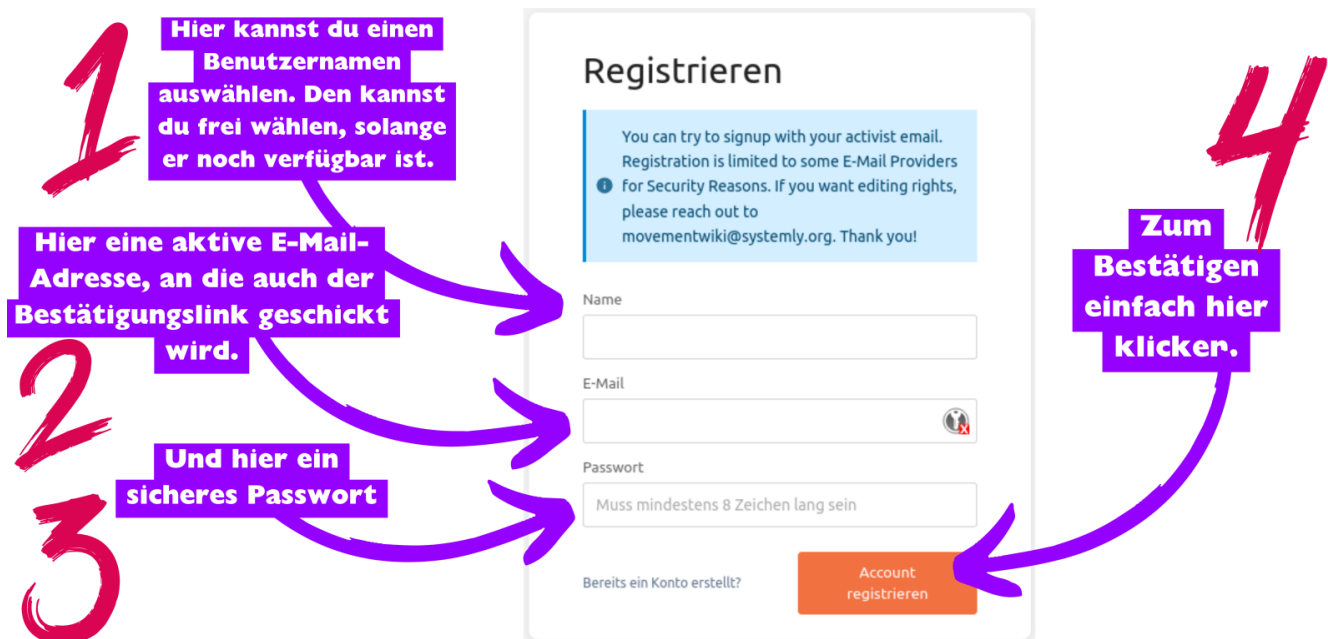 1
Hier kannst du einen
Benutzernamen
auswählen. Den kannst
du frei wählen, solange
er noch verfügbar ist.
Hier eine aktive E-Mail-
Adresse, an die auch der
Bestätigungslink geschickt
wird.
2
Und hier ein
sicheres Passwort
3
Registrieren
You can try to signup with your activist email.
Registration is limited to some E-Mail Providers
for Security Reasons. If you want editing rights,
please reach out to
movementwiki@systemly.org. Thank you!
Name
E-Mail
Passwort
Muss mindestens 8 Zeichen lang sein
Bereits ein Konto erstellt?
Account
registrieren
4
Zum
Bestätigen
einfach hier
klicken.